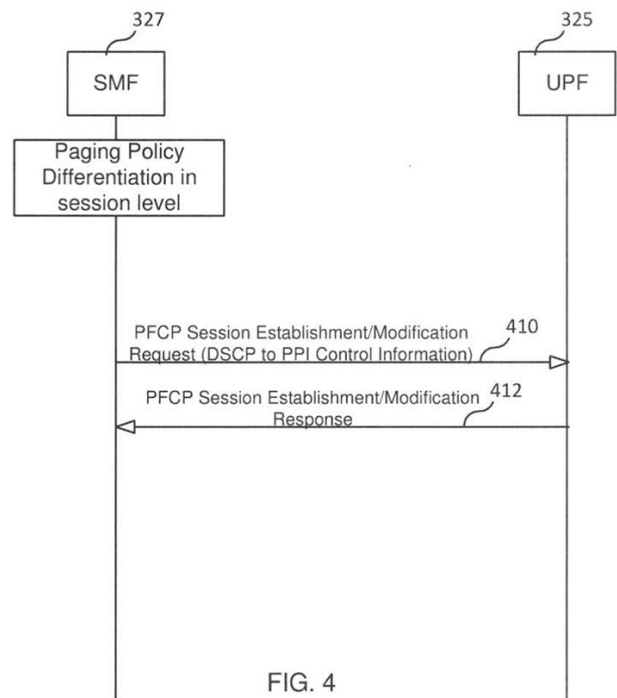 327
325
SMF
UPF
Paging Policy
Differentiation in
session level
PFCP Session Establishment/Modification
Request (DSCP to PPI Control Information)
410
PFCP Session Establishment/Modification
Response
412
FIG. 4